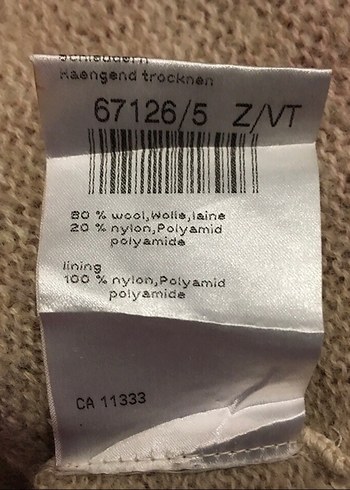 schleudern
Haengend trocknen
67126/5 Z/VT
80 % wool,Wolle,laine
20 % nylon,Polyamid
polyamide
lining
100 % nylon,Polyamid
polyamide
CA 11333